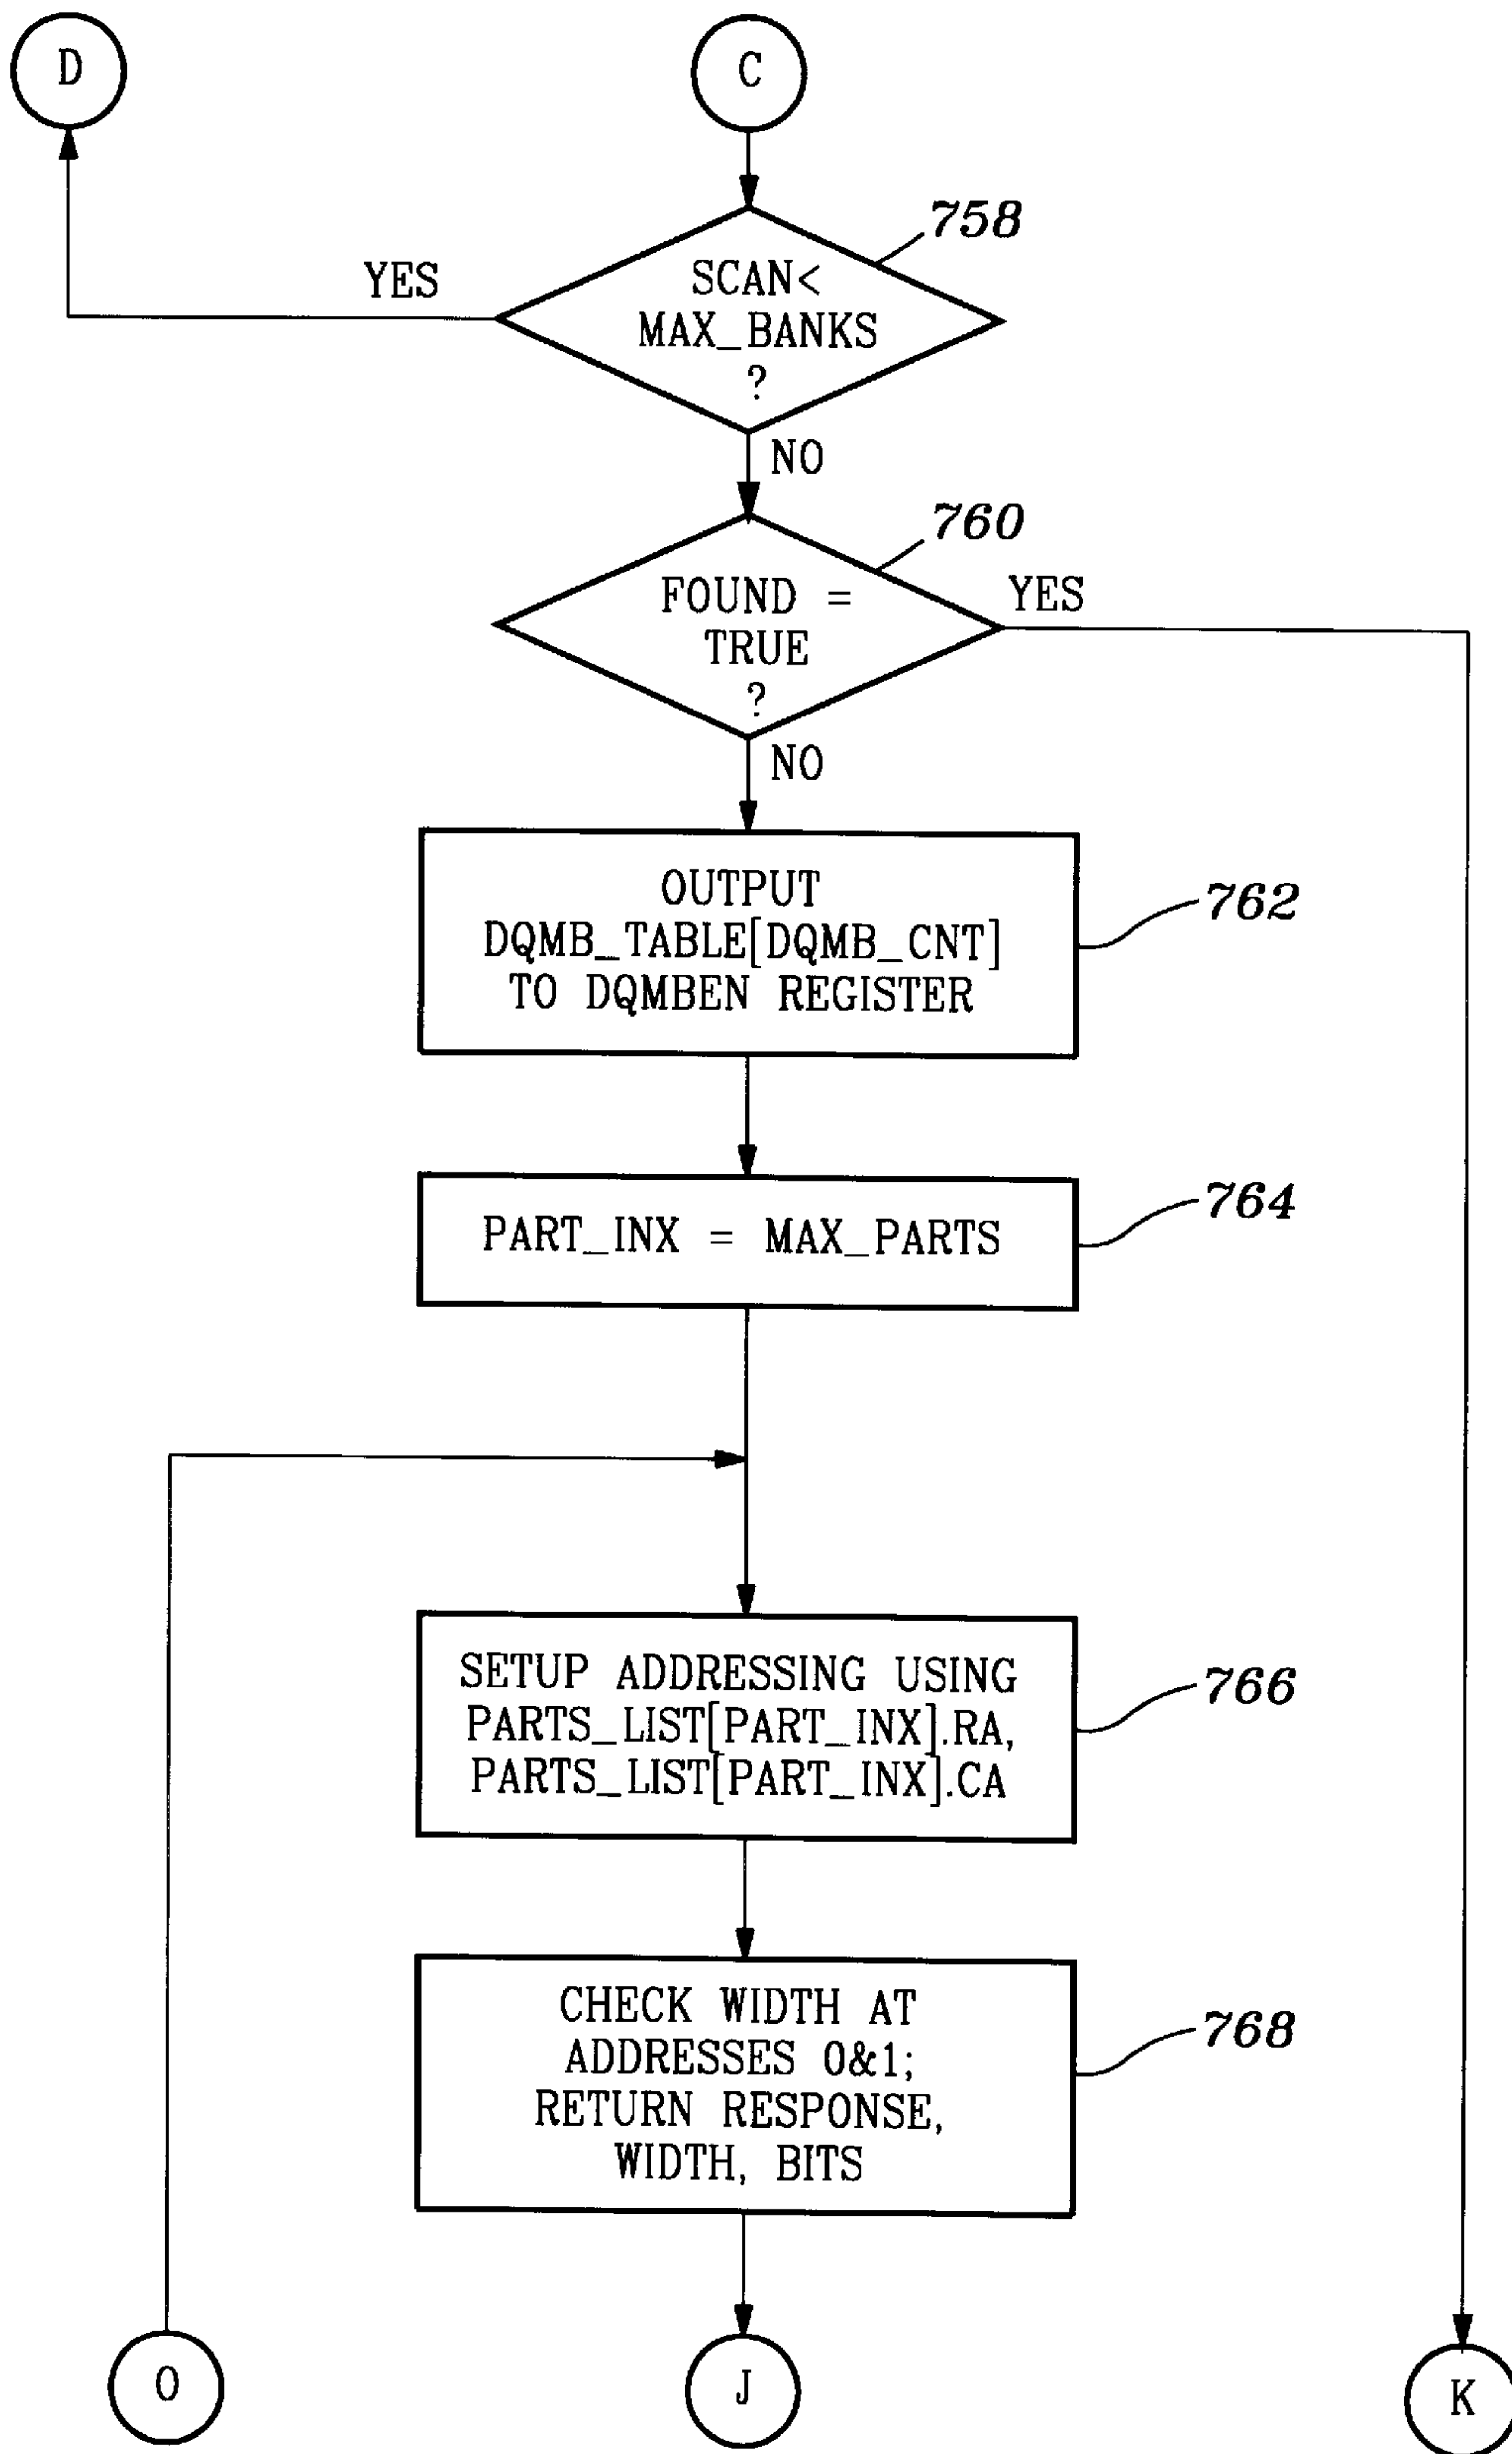 D
C
758
YES
SCAN<
MAX_BANKS
?
NO
760
FOUND =
TRUE
?
YES
NO
OUTPUT
DQMB_TABLE[DQMB_CNT]
TO DQMBEN REGISTER
762
PART_INX = MAX_PARTS
764
SETUP ADDRESSING USING
PARTS_LIST[PART_INX].RA,
PARTS_LIST[PART_INX].CA
766
CHECK WIDTH AT
ADDRESSES 0&1;
RETURN RESPONSE,
WIDTH, BITS
768
O
J
K